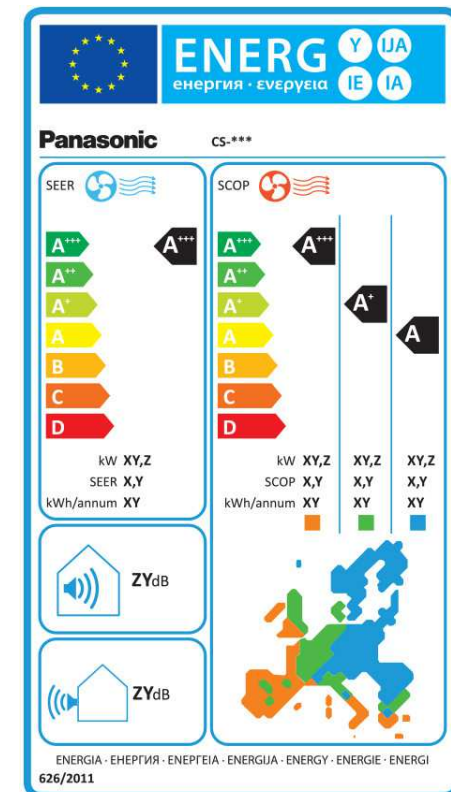 ENERG
енергия · ενεργεια
Y IJA
IE IA
Panasonic CS-***
SEER
A+++ A+++
A++
A+
A
B
C
D
kW XY,Z
SEER X,Y
kWh/annum XY
SCOP
A+++ A+++
A++
A+ A+
A A
B
C
D
kW XY,Z XY,Z XY,Z
SCOP X,Y X,Y X,Y
kWh/annum XY XY XY
ZYdB
ZYdB
ENERGIA · ЕНЕРГИЯ · ΕΝΕΡΓΕΙΑ · ENERGIJA · ENERGY · ENERGIE · ENERGI
626/2011